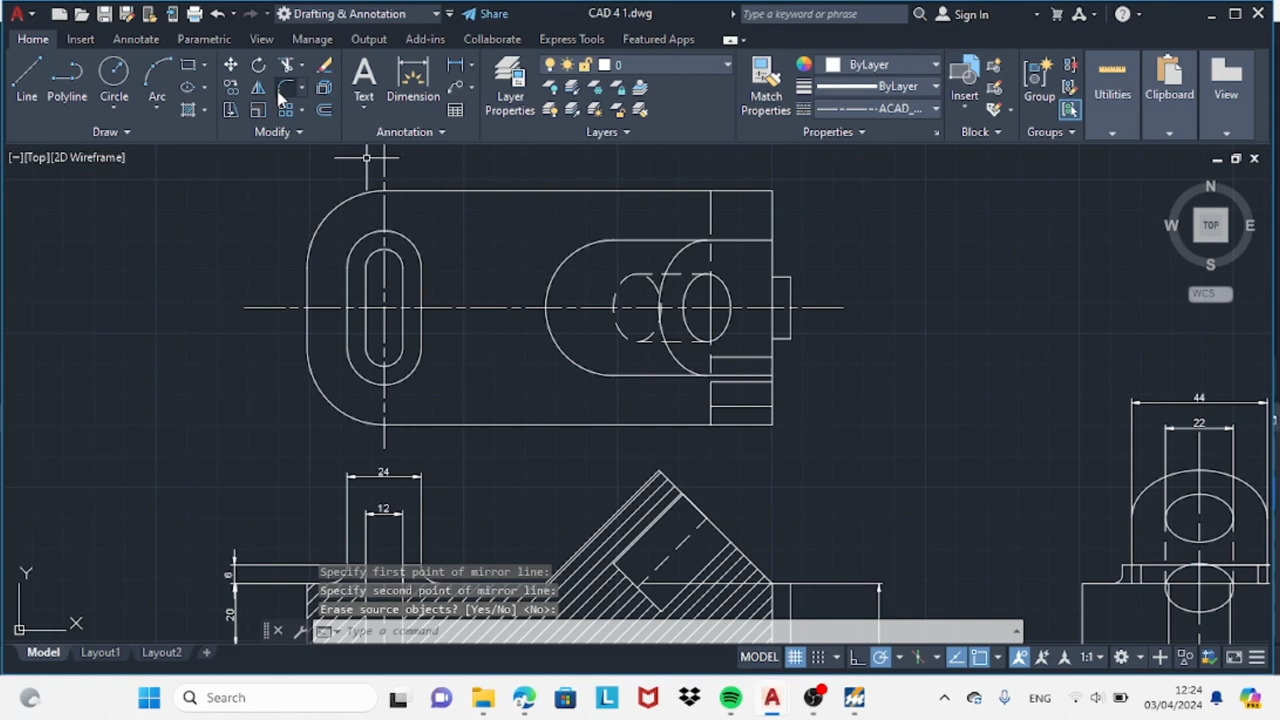 Drafting & Annotation
Share
CAD 4 1.dwg
Type a keyword or phrase
Sign In
Home
Insert
Annotate
Parametric
View
Manage
Output
Add-ins
Collaborate
Express Tools
Featured Apps
Line
Polyline
Circle
Arc
Text
Dimension
Layer
Properties
0
Match
Properties
ByLayer
ByLayer
ACAD_...
Insert
Group
Utilities
Clipboard
View
Draw
Modify
Annotation
Layers
Properties
Block
Groups
[−][Top][2D Wireframe]
N
W
TOP
E
S
WCS
44
22
24
12
6
20
Y
X
Specify first point of mirror line:
Specify second point of mirror line:
Erase source objects? [Yes/No] <No>:
Type a command
Model
Layout1
Layout2
MODEL
1:1
Search
ENG
12:24
03/04/2024